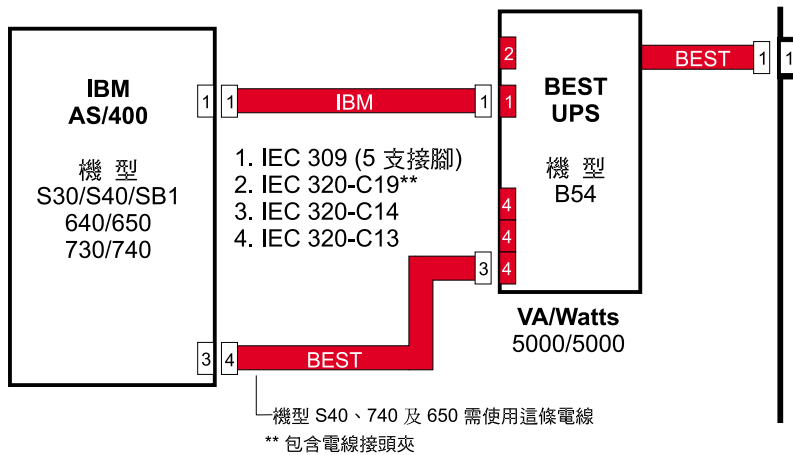 IBM
AS/400
機 型
S30/S40/SB1
640/650
730/740
1
1
IBM
1
1. IEC 309 (5 支接腳)
2. IEC 320-C19**
3. IEC 320-C14
4. IEC 320-C13
3
4
BEST
3
2
1
4
4
4
BEST
UPS
機 型
B54
VA/Watts
5000/5000
BEST
1
1
機型 S40、740 及 650 需使用這條電線
** 包含電線接頭夾